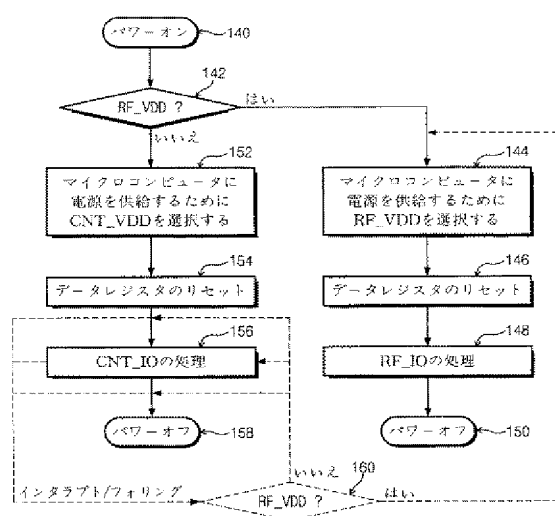 パワーオン
140
142
RF_VDD ?
はい
いいえ
152
マイクロコンピュータに
電源を供給するために
CNT_VDDを選択する
144
マイクロコンピュータに
電源を供給するために
RF_VDDを選択する
154
データレジスタのリセット
146
データレジスタのリセット
156
CNT_IOの処理
148
RF_IOの処理
パワーオフ
158
パワーオフ
150
インタラプト/フォリング
いいえ
160
RF_VDD ?
はい